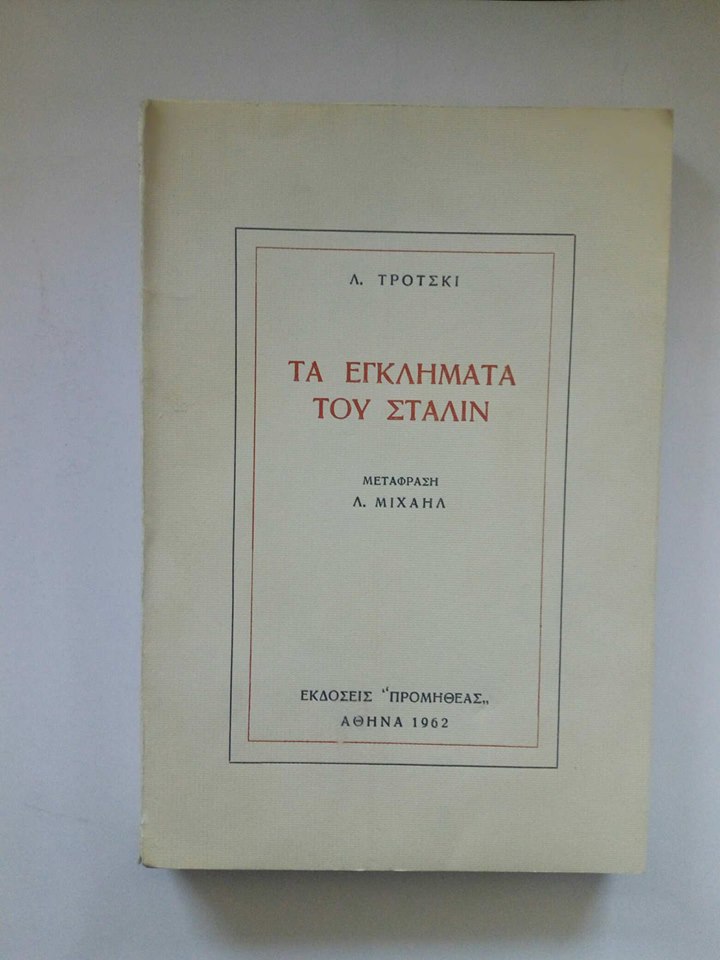 Λ. ΤΡΟΤΣΚΙ
ΤΑ ΕΓΚΛΗΜΑΤΑ
ΤΟΥ ΣΤΑΛΙΝ
ΜΕΤΑΦΡΑΣΗ
Λ. ΜΙΧΑΗΛ
ΕΚΔΟΣΕΙΣ "ΠΡΟΜΗΘΕΑΣ„
ΑΘΗΝΑ 1962